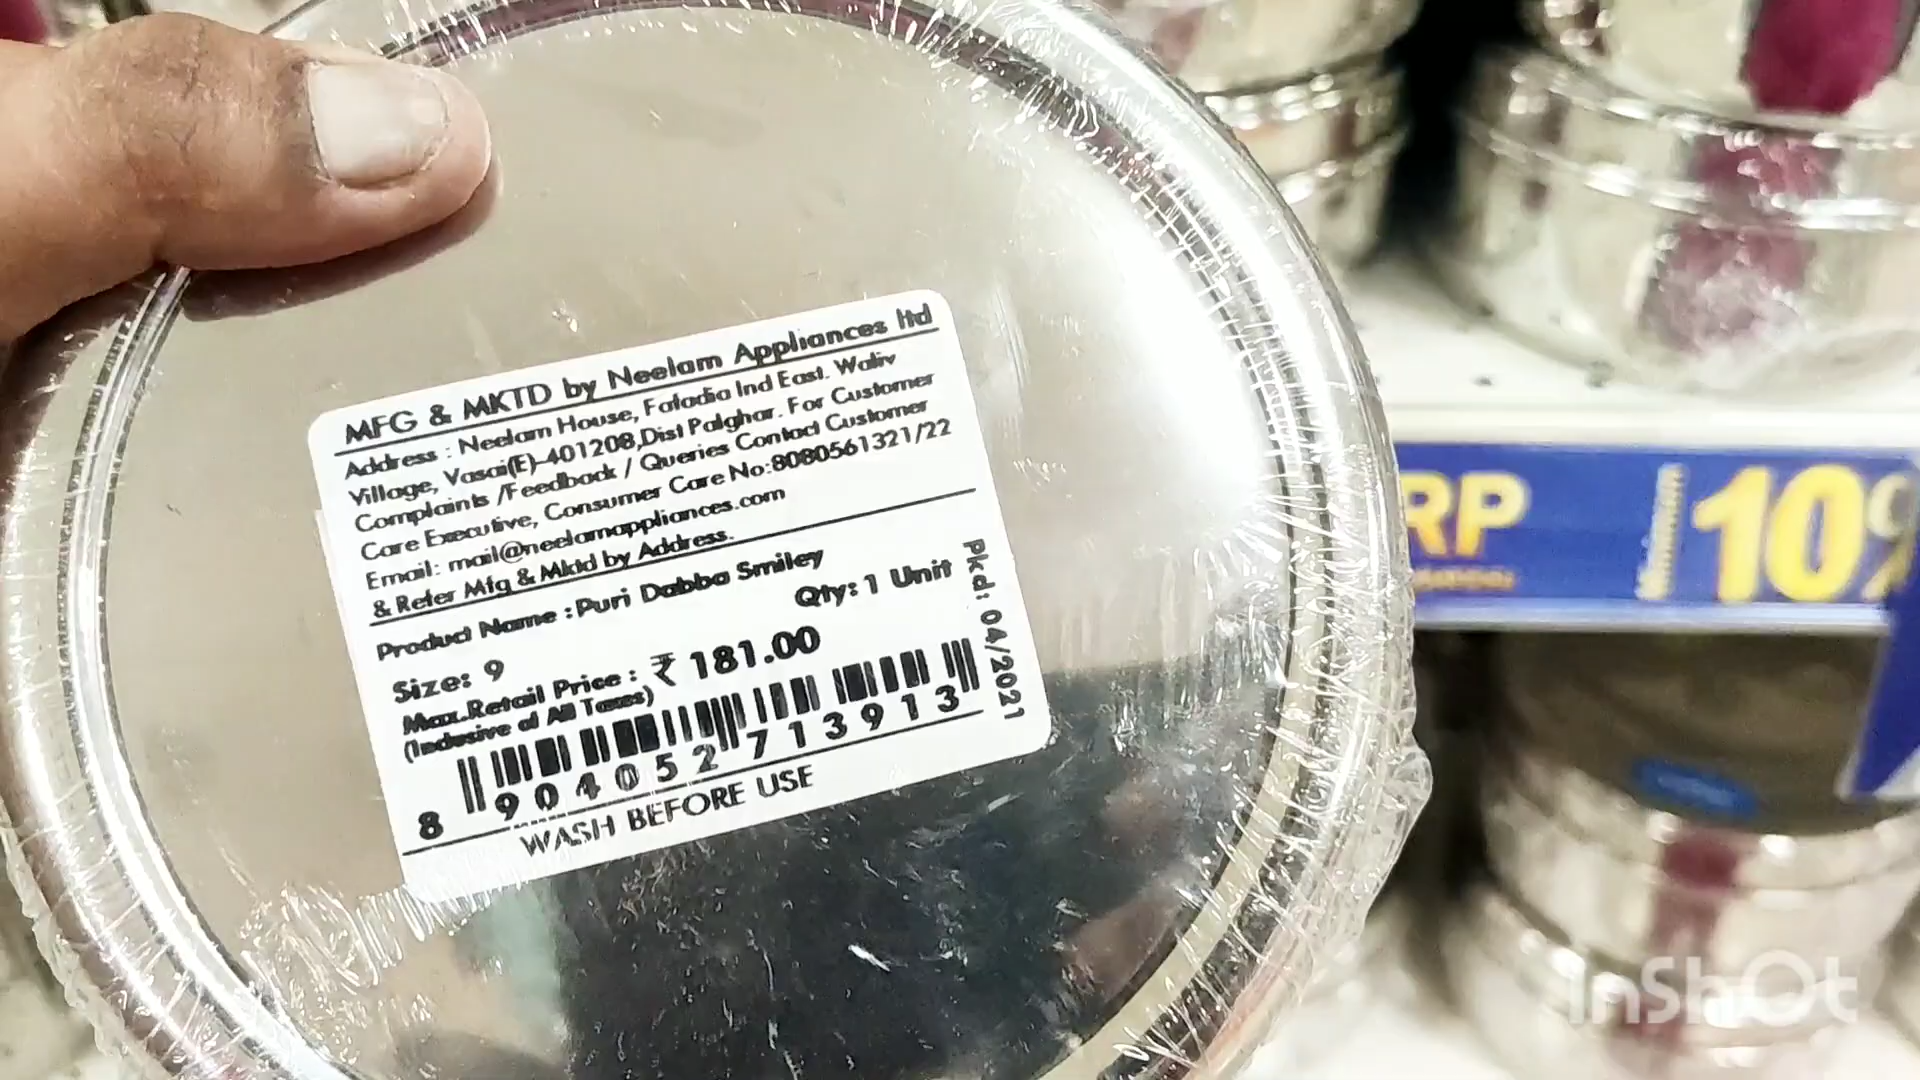 MFG & MKTD by Neelam Appliances ltd
Address : Neelam House, Faladia Ind East. Waliv
Village, Vasai(E)-401208,Dist Palghar. For Customer
Complaints /Feedback / Queries Contact Customer
Care Executive, Consumer Care No:8080561321/22
Email: mail@neelamappliances.com
& Refer Mfg & Mktd by Address.
Product Name : Puri Dabba Smiley
Size: 9 Qty: 1 Unit
Max.Retail Price : ₹ 181.00
(Inclusive of All Taxes)
Pkd: 04/2021
8 904052 713913
WASH BEFORE USE
RP
10%
InShOt